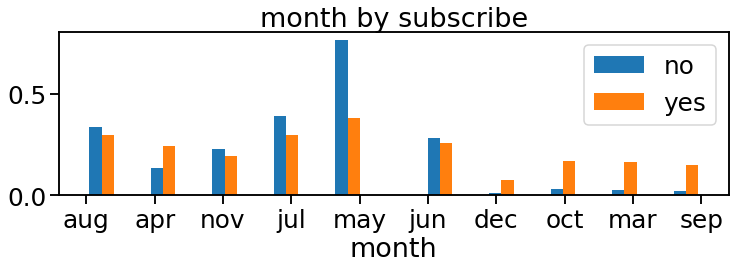 month by subscribe
no
yes
0.5
0.0
aug apr nov jul may jun dec oct mar sep
month